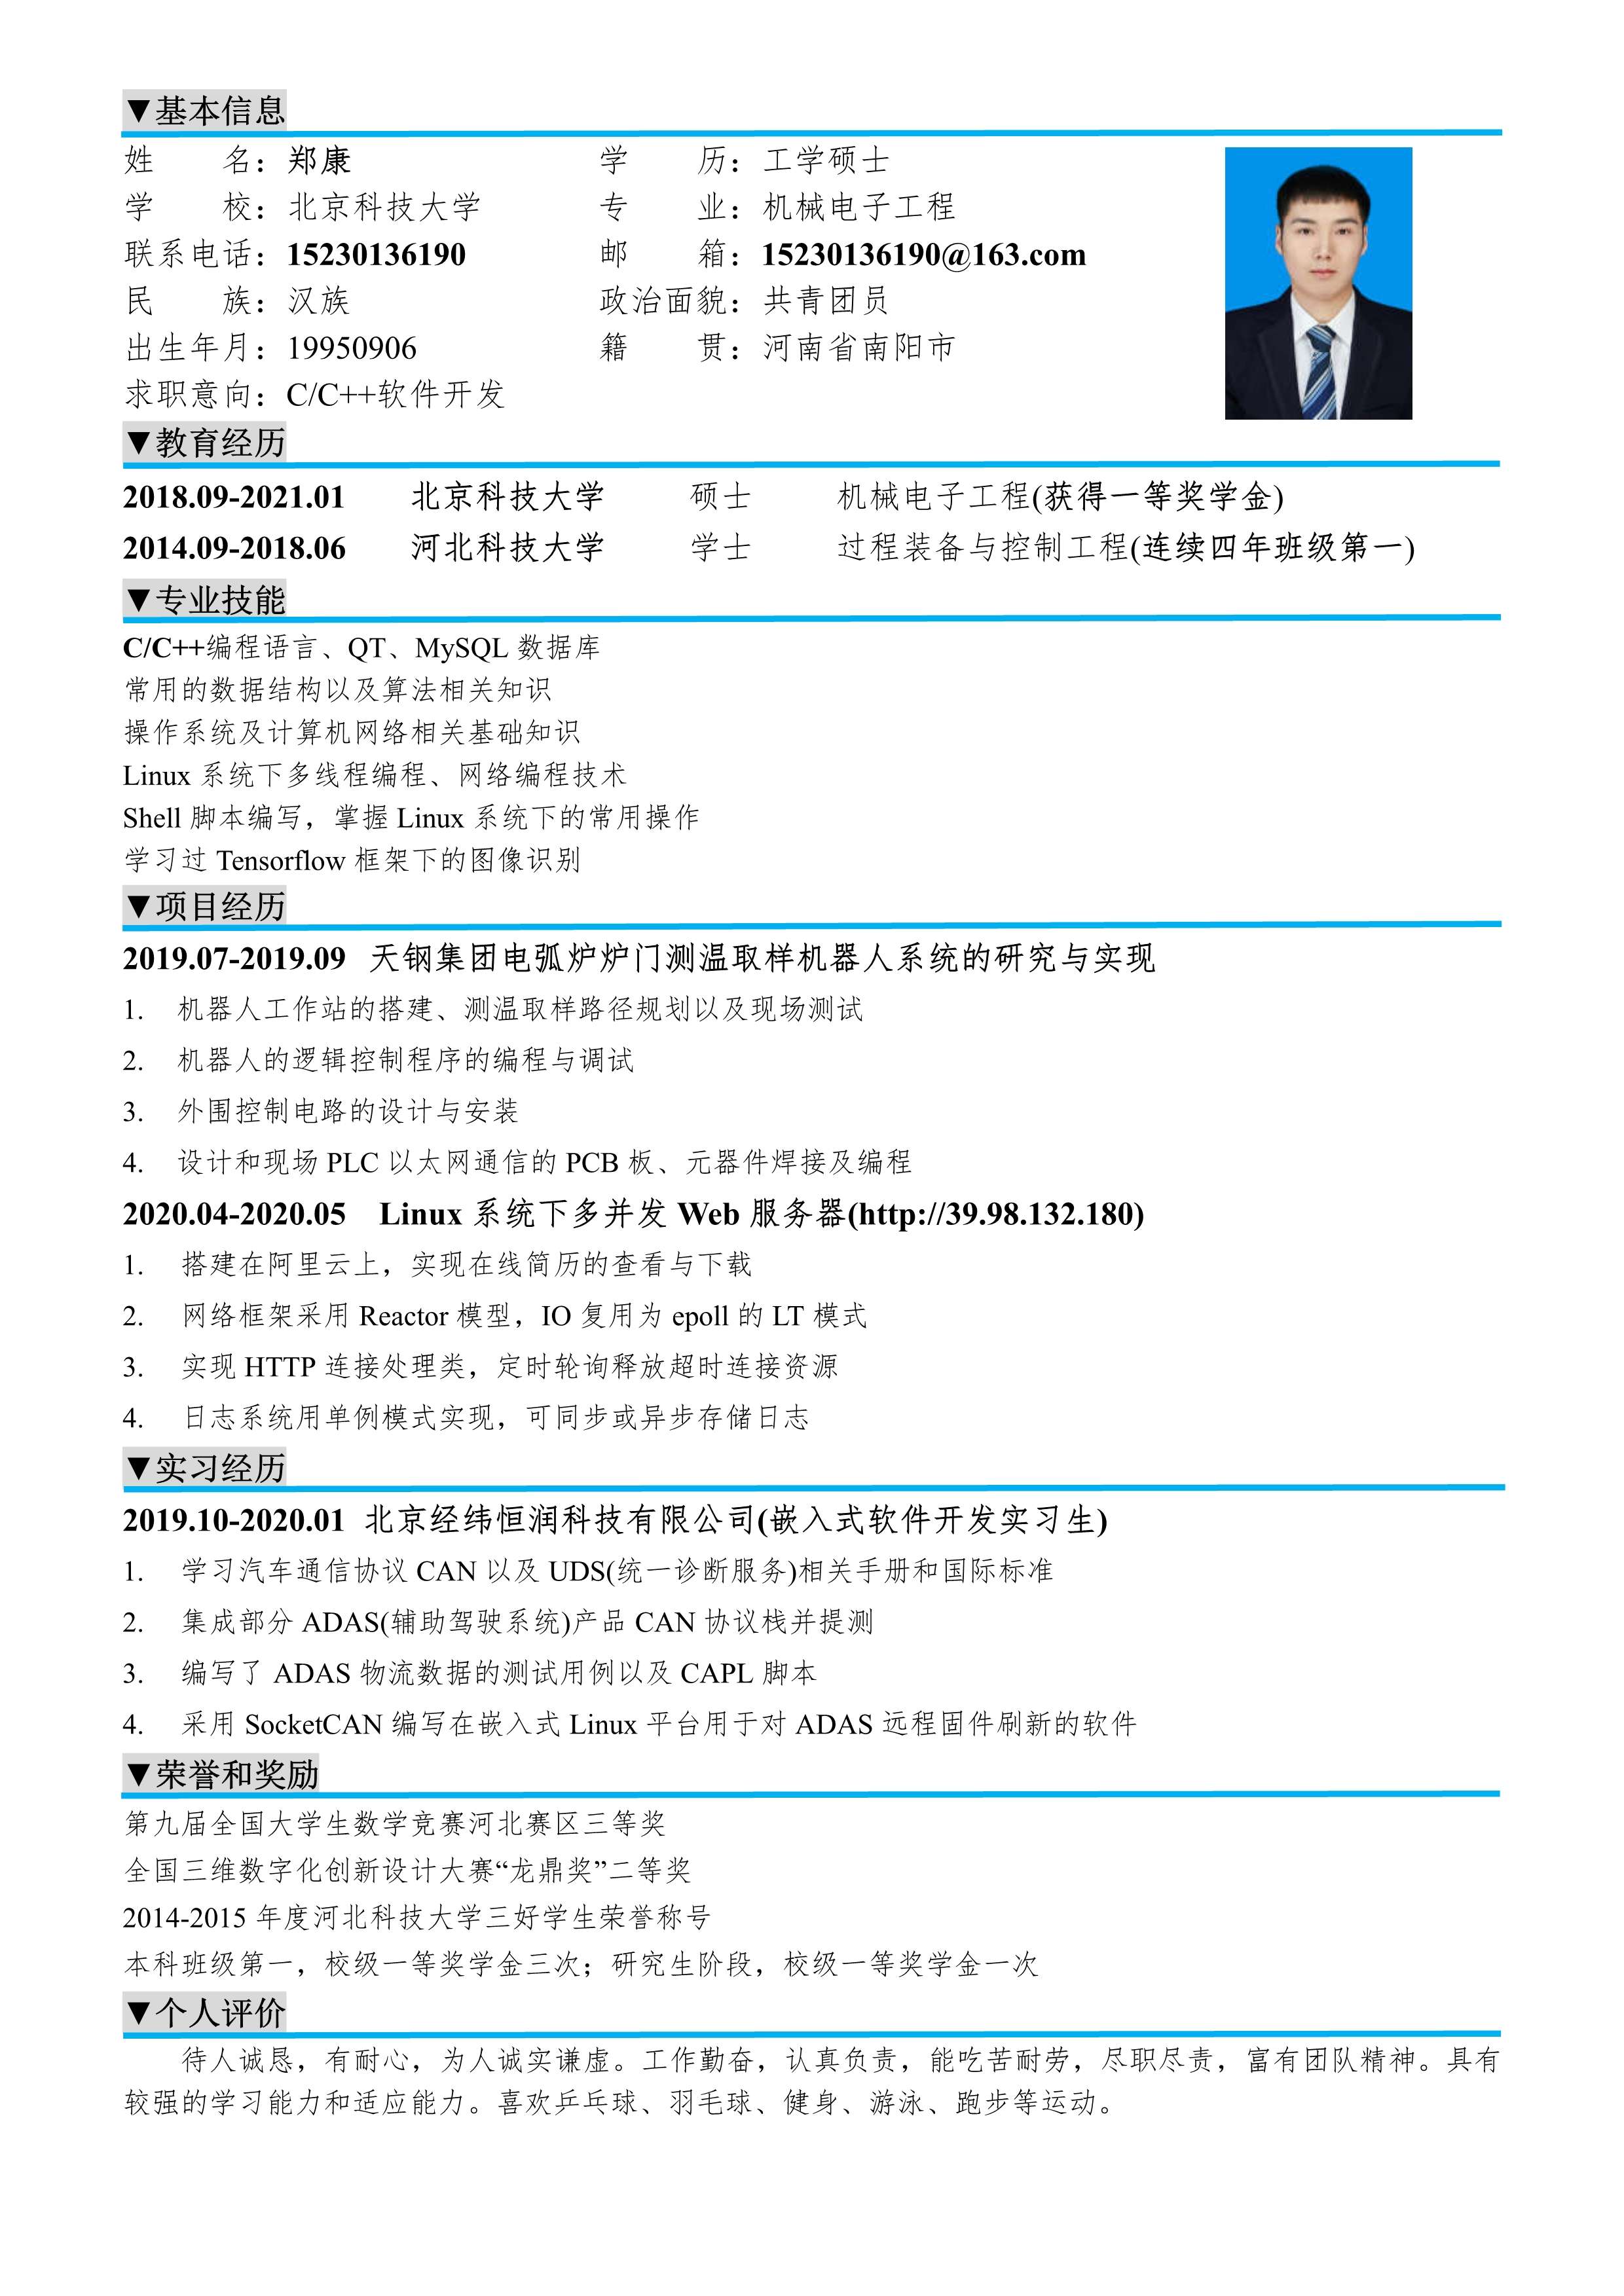 ▼基本信息
姓 名：郑康 学 历：工学硕士
学 校：北京科技大学 专 业：机械电子工程
联系电话：15230136190 邮 箱：15230136190@163.com
民 族：汉族 政治面貌：共青团员
出生年月：19950906 籍 贯：河南省南阳市
求职意向：C/C++软件开发
▼教育经历
2018.09-2021.01 北京科技大学 硕士 机械电子工程(获得一等奖学金)
2014.09-2018.06 河北科技大学 学士 过程装备与控制工程(连续四年班级第一)
▼专业技能
C/C++编程语言、QT、MySQL 数据库
常用的数据结构以及算法相关知识
操作系统及计算机网络相关基础知识
Linux 系统下多线程编程、网络编程技术
Shell 脚本编写，掌握 Linux 系统下的常用操作
学习过 Tensorflow 框架下的图像识别
▼项目经历
2019.07-2019.09 天钢集团电弧炉炉门测温取样机器人系统的研究与实现
1. 机器人工作站的搭建、测温取样路径规划以及现场测试
2. 机器人的逻辑控制程序的编程与调试
3. 外围控制电路的设计与安装
4. 设计和现场 PLC 以太网通信的 PCB 板、元器件焊接及编程
2020.04-2020.05 Linux 系统下多并发 Web 服务器(http://39.98.132.180)
1. 搭建在阿里云上，实现在线简历的查看与下载
2. 网络框架采用 Reactor 模型，IO 复用为 epoll 的 LT 模式
3. 实现 HTTP 连接处理类，定时轮询释放超时连接资源
4. 日志系统用单例模式实现，可同步或异步存储日志
▼实习经历
2019.10-2020.01 北京经纬恒润科技有限公司(嵌入式软件开发实习生)
1. 学习汽车通信协议 CAN 以及 UDS(统一诊断服务)相关手册和国际标准
2. 集成部分 ADAS(辅助驾驶系统)产品 CAN 协议栈并提测
3. 编写了 ADAS 物流数据的测试用例以及 CAPL 脚本
4. 采用 SocketCAN 编写在嵌入式 Linux 平台用于对 ADAS 远程固件刷新的软件
▼荣誉和奖励
第九届全国大学生数学竞赛河北赛区三等奖
全国三维数字化创新设计大赛“龙鼎奖”二等奖
2014-2015 年度河北科技大学三好学生荣誉称号
本科班级第一，校级一等奖学金三次；研究生阶段，校级一等奖学金一次
▼个人评价
待人诚恳，有耐心，为人诚实谦虚。工作勤奋，认真负责，能吃苦耐劳，尽职尽责，富有团队精神。具有
较强的学习能力和适应能力。喜欢乒乓球、羽毛球、健身、游泳、跑步等运动。